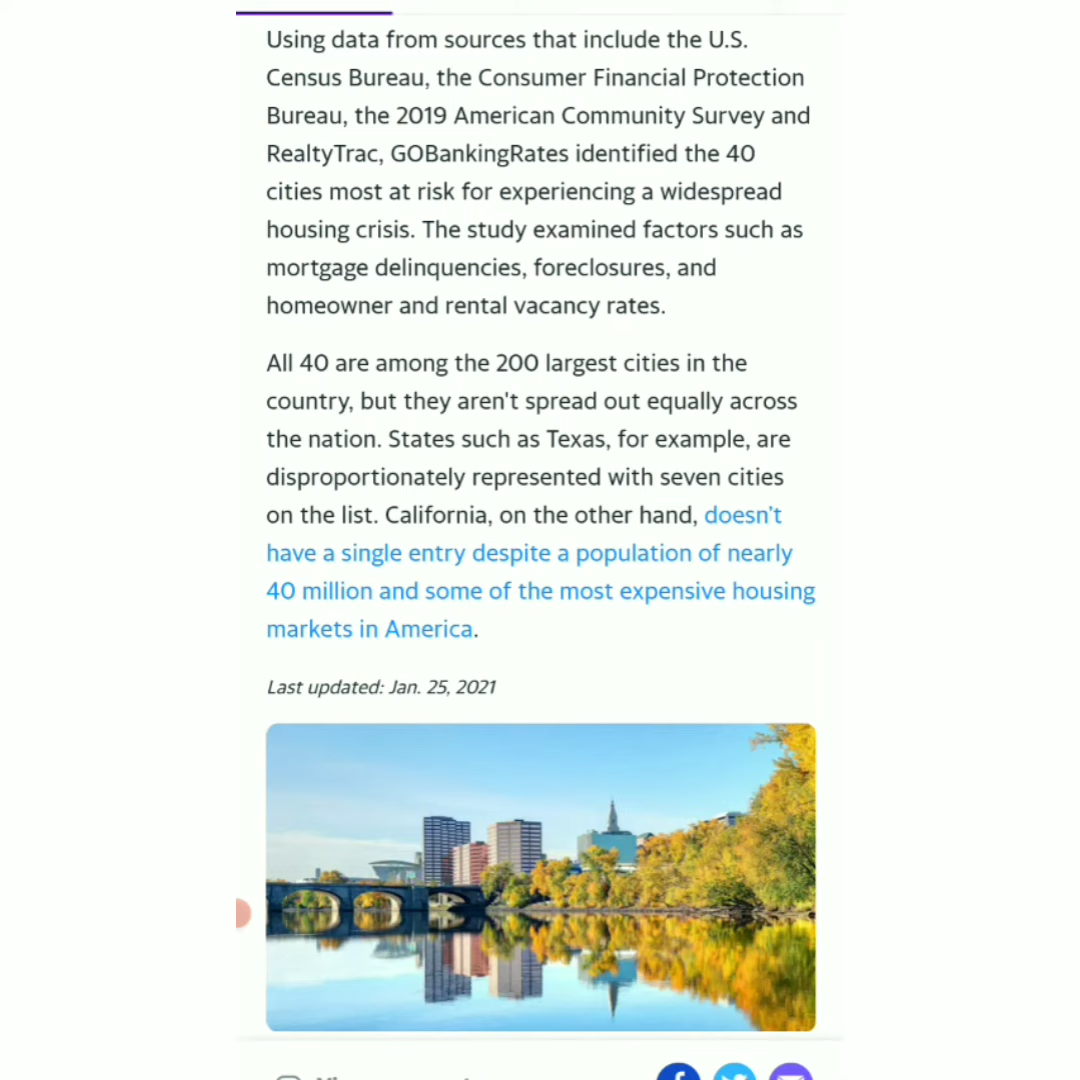 Using data from sources that include the U.S.
Census Bureau, the Consumer Financial Protection
Bureau, the 2019 American Community Survey and
RealtyTrac, GOBankingRates identified the 40
cities most at risk for experiencing a widespread
housing crisis. The study examined factors such as
mortgage delinquencies, foreclosures, and
homeowner and rental vacancy rates.
All 40 are among the 200 largest cities in the
country, but they aren't spread out equally across
the nation. States such as Texas, for example, are
disproportionately represented with seven cities
on the list. California, on the other hand, doesn't
have a single entry despite a population of nearly
40 million and some of the most expensive housing
markets in America.
Last updated: Jan. 25, 2021